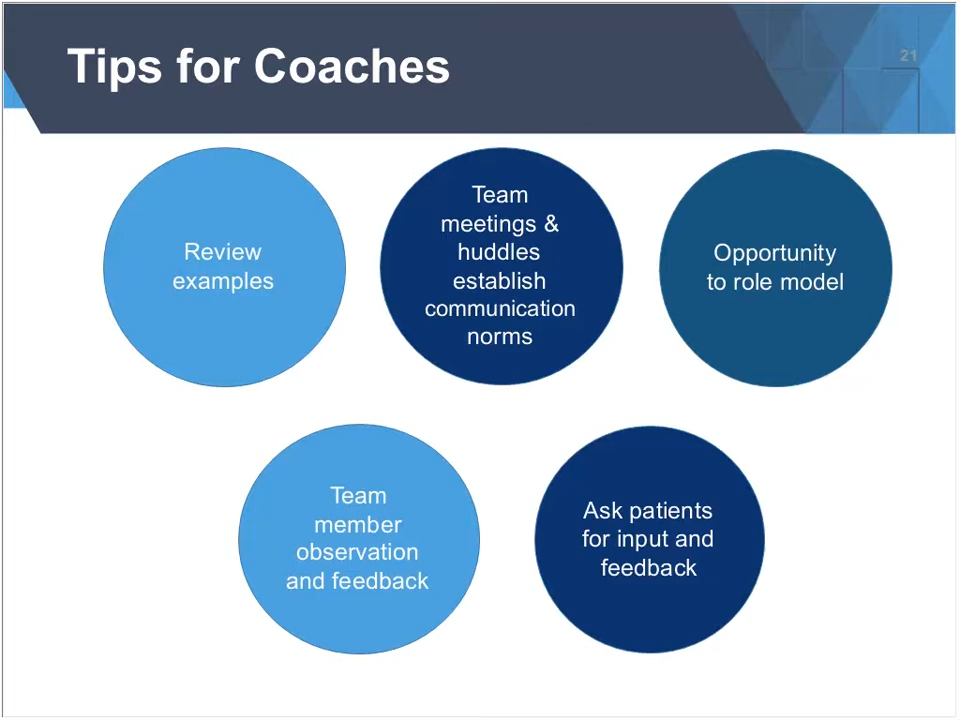 Tips for Coaches
21
Review
examples
Team
meetings &
huddles
establish
communication
norms
Opportunity
to role model
Team
member
observation
and feedback
Ask patients
for input and
feedback